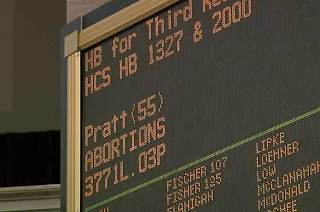 HB for Third
HCS HB 1327 & 2000
Pratt(55)
ABORTIONS
3771L.03P
FISCHER 107
FISHER 125
FLANIGAN
LIPKE
LOEHNER
LOW
MCCLANAHAN
MCDONALD